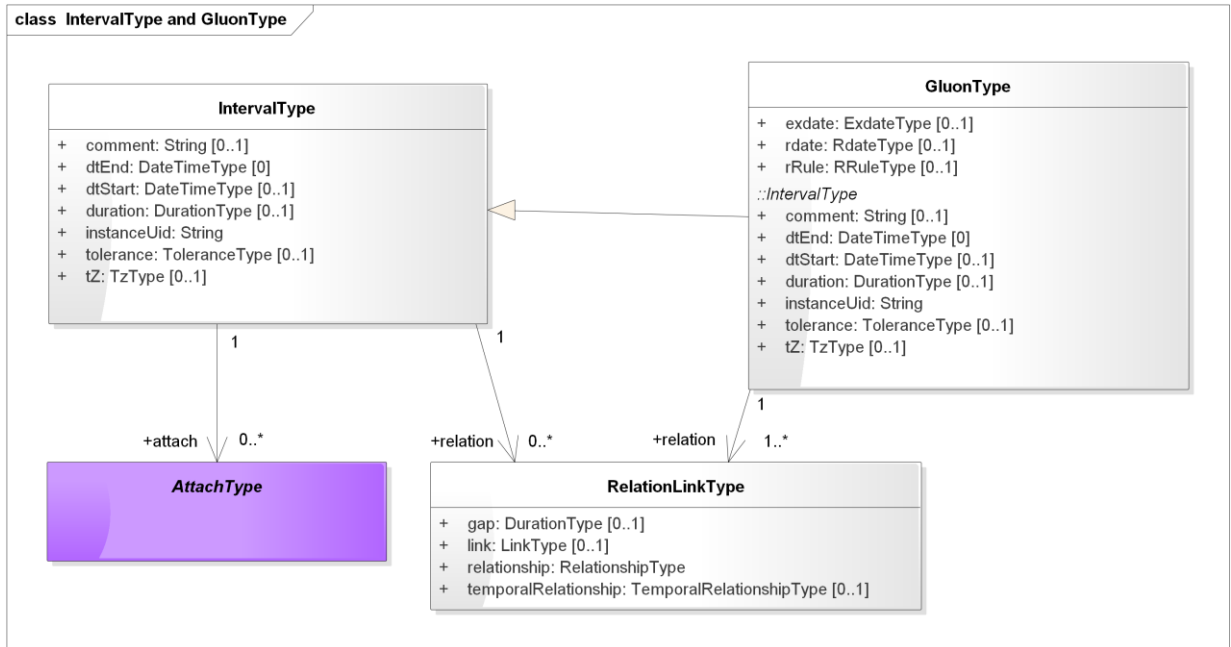 class IntervalType and GluonType
IntervalType
+ comment: String [0..1]
+ dtEnd: DateTimeType [0]
+ dtStart: DateTimeType [0..1]
+ duration: DurationType [0..1]
+ instanceUid: String
+ tolerance: ToleranceType [0..1]
+ tZ: TzType [0..1]
GluonType
+ exdate: ExdateType [0..1]
+ rdate: RdateType [0..1]
+ rRule: RRuleType [0..1]
::IntervalType
+ comment: String [0..1]
+ dtEnd: DateTimeType [0]
+ dtStart: DateTimeType [0..1]
+ duration: DurationType [0..1]
+ instanceUid: String
+ tolerance: ToleranceType [0..1]
+ tZ: TzType [0..1]
1
1
1
+attach 0..*
+relation 0..*
+relation 1..*
AttachType
RelationLinkType
+ gap: DurationType [0..1]
+ link: LinkType [0..1]
+ relationship: RelationshipType
+ temporalRelationship: TemporalRelationshipType [0..1]